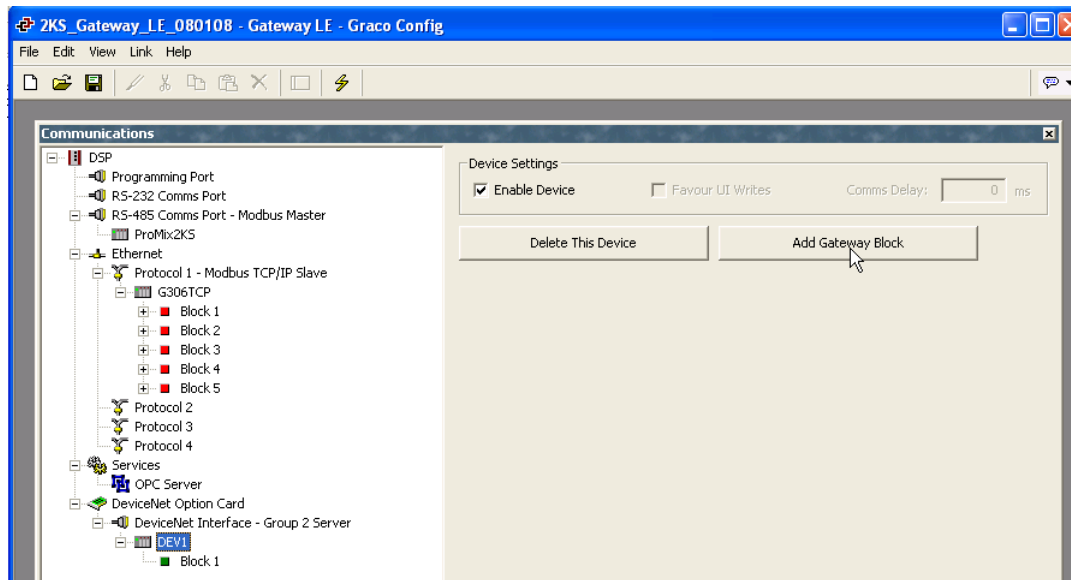 2KS_Gateway_LE_080108 - Gateway LE - Graco Config
File Edit View Link Help
Communications
DSP
Programming Port
RS-232 Comms Port
RS-485 Comms Port - Modbus Master
ProMix2KS
Ethernet
Protocol 1 - Modbus TCP/IP Slave
G306TCP
Block 1
Block 2
Block 3
Block 4
Block 5
Protocol 2
Protocol 3
Protocol 4
Services
OPC Server
DeviceNet Option Card
DeviceNet Interface - Group 2 Server
DEV1
Block 1
Device Settings
Enable Device Favour UI Writes Comms Delay: 0 ms
Delete This Device Add Gateway Block